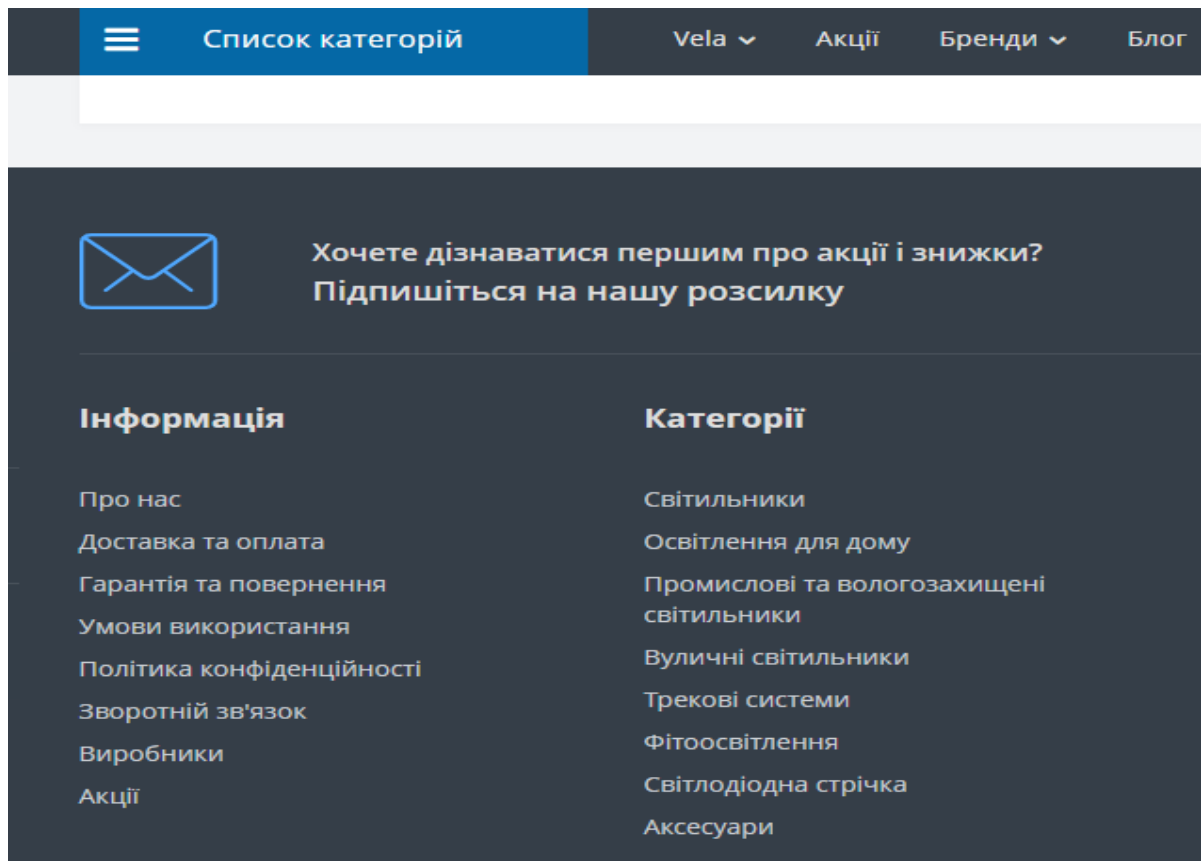 Список категорій
Vela
Акції
Бренди
Блог
Хочете дізнаватися першим про акції і знижки?
Підпишіться на нашу розсилку
Інформація
Про нас
Доставка та оплата
Гарантія та повернення
Умови використання
Політика конфіденційності
Зворотній зв'язок
Виробники
Акції
Категорії
Світильники
Освітлення для дому
Промислові та вологозахищені
світильники
Вуличні світильники
Трекові системи
Фітоосвітлення
Світлодіодна стрічка
Аксесуари